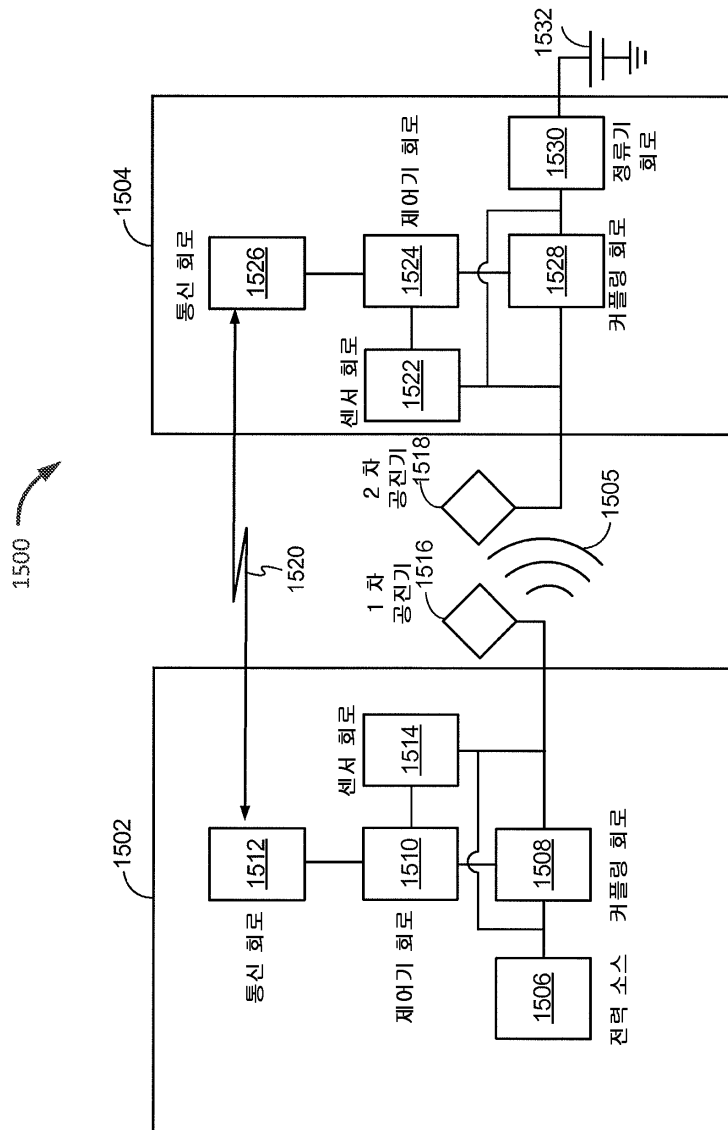 1500
1502
1504
통신 회로
1512
1520
통신 회로
1526
제어기 회로
1510
센서 회로
1514
센서 회로
1522
제어기 회로
1524
1 차
공진기
1516
2 차
공진기
1518
1505
전력 소스
1506
커플링 회로
1508
커플링 회로
1528
1530
정류기
회로
1532